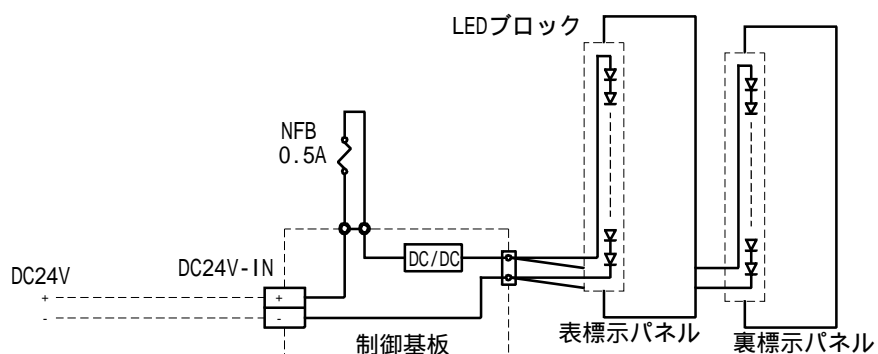 LEDブロック
NFB
0.5A
DC24V
DC24V-IN
DC/DC
+
-
+
-
制御基板
表標示パネル
裏標示パネル